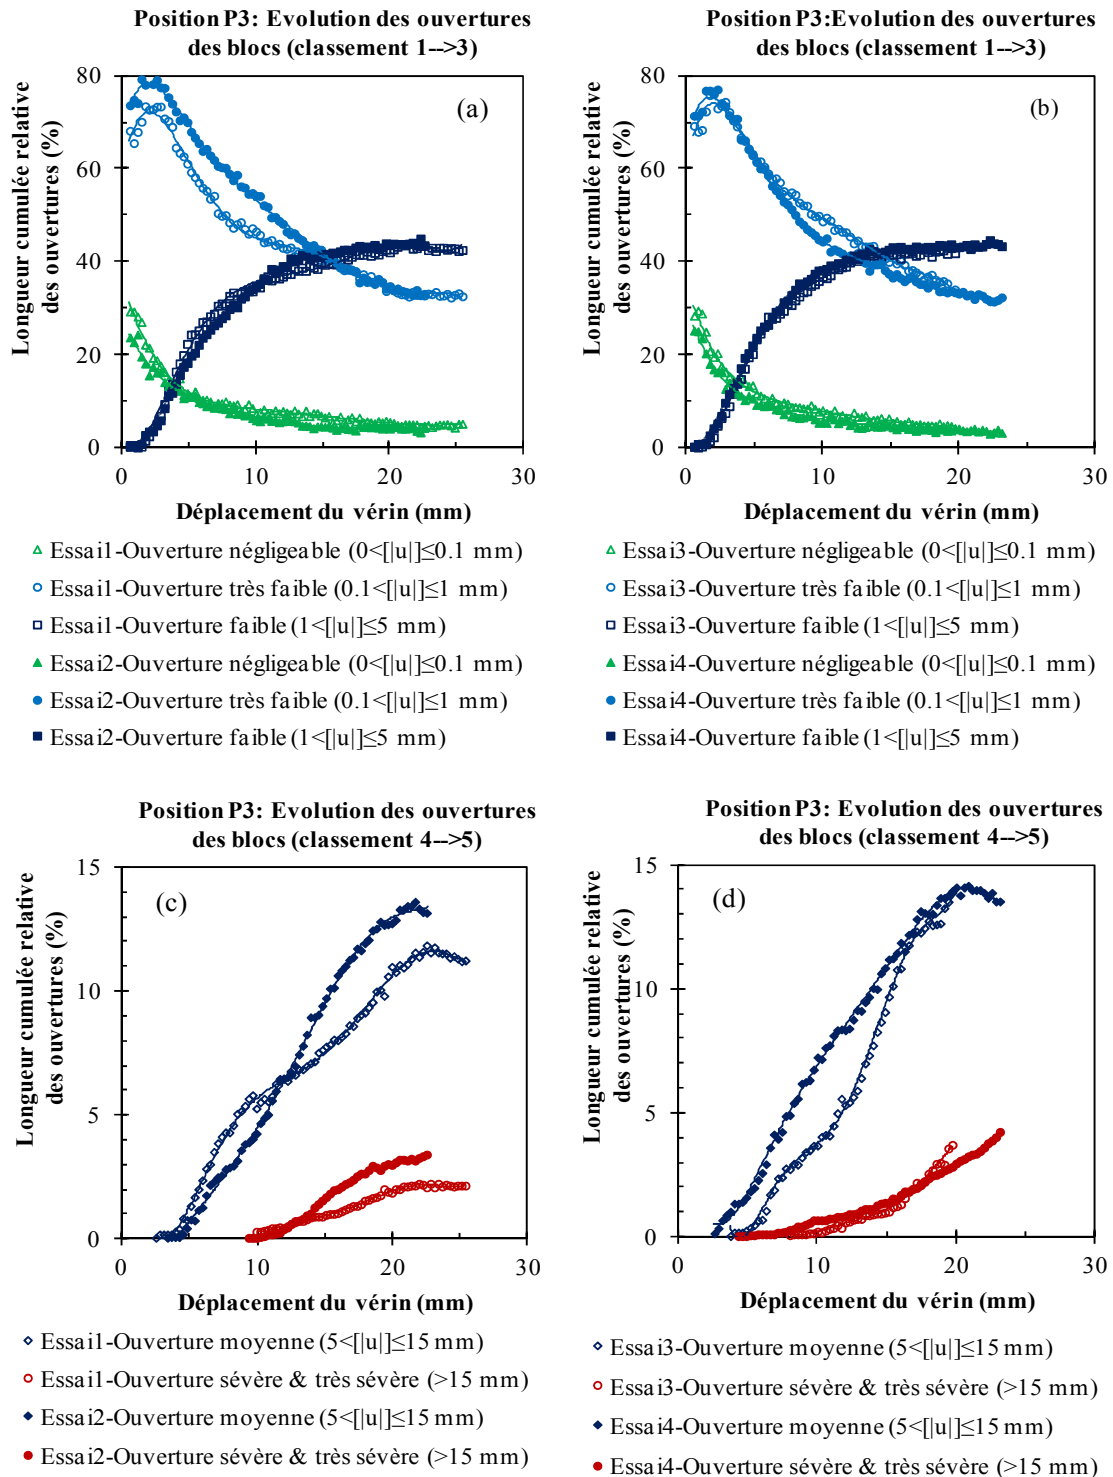 Position P3: Evolution des ouvertures
des blocs (classement 1-->3)
Longueur cumulée relative
des ouvertures (%)
80
60
40
20
0
(a)
0
10
20
30
Déplacement du vérin (mm)
Essai1-Ouverture négligeable (0<[|u|]≤0.1 mm)
Essai1-Ouverture très faible (0.1<[|u|]≤1 mm)
Essai1-Ouverture faible (1<[|u|]≤5 mm)
Essai2-Ouverture négligeable (0<[|u|]≤0.1 mm)
Essai2-Ouverture très faible (0.1<[|u|]≤1 mm)
Essai2-Ouverture faible (1<[|u|]≤5 mm)
Position P3:Evolution des ouvertures
des blocs (classement 1-->3)
Longueur cumulée relative
des ouvertures (%)
80
60
40
20
0
(b)
0
10
20
30
Déplacement du vérin (mm)
Essai3-Ouverture négligeable (0<[|u|]≤0.1 mm)
Essai3-Ouverture très faible (0.1<[|u|]≤1 mm)
Essai3-Ouverture faible (1<[|u|]≤5 mm)
Essai4-Ouverture négligeable (0<[|u|]≤0.1 mm)
Essai4-Ouverture très faible (0.1<[|u|]≤1 mm)
Essai4-Ouverture faible (1<[|u|]≤5 mm)
Position P3: Evolution des ouvertures
des blocs (classement 4-->5)
Longueur cumulée relative
des ouvertures (%)
15
10
5
0
(c)
0
10
20
30
Déplacement du vérin (mm)
Essai1-Ouverture moyenne (5<[|u|]≤15 mm)
Essai1-Ouverture sévère & très sévère (>15 mm)
Essai2-Ouverture moyenne (5<[|u|]≤15 mm)
Essai2-Ouverture sévère & très sévère (>15 mm)
Position P3: Evolution des ouvertures
des blocs (classement 4-->5)
Longueur cumulée relative
des ouvertures (%)
15
10
5
0
(d)
0
10
20
30
Déplacement du vérin (mm)
Essai3-Ouverture moyenne (5<[|u|]≤15 mm)
Essai3-Ouverture sévère & très sévère (>15 mm)
Essai4-Ouverture moyenne (5<[|u|]≤15 mm)
Essai4-Ouverture sévère & très sévère (>15 mm)